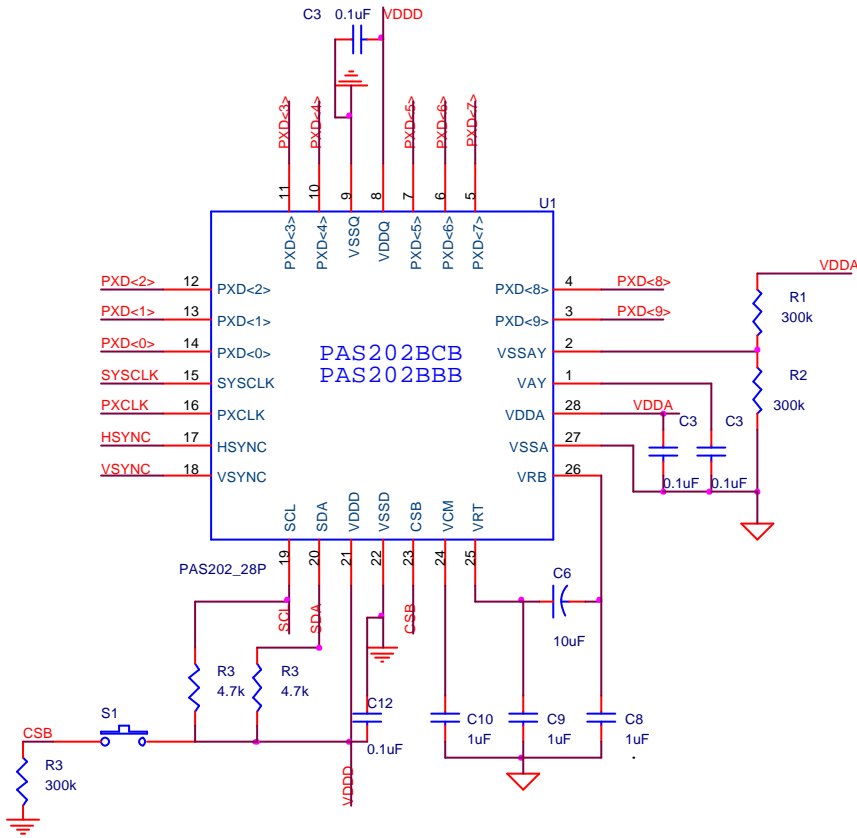 C3 0.1uF VDDD
PXD<3>
PXD<4>
PXD<5>
PXD<6>
PXD<7>
11
10
9
8
7
6
5
U1
PXD<3>
PXD<4>
VSSQ
VDDQ
PXD<5>
PXD<6>
PXD<7>
PXD<2> 12 PXD<2>
PXD<1> 13 PXD<1>
PXD<0> 14 PXD<0>
SYSCLK 15 SYSCLK
PXCLK 16 PXCLK
HSYNC 17 HSYNC
VSYNC 18 VSYNC
PAS202BCB
PAS202BBB
PXD<8> 4 PXD<8>
PXD<9> 3 PXD<9>
VSSAY 2
VAY 1
VDDA 28 VDDA
VSSA 27
VRB 26
VDDA
R1
300k
R2
300k
C3
0.1uF
C3
0.1uF
SCL
SDA
VDDD
VSSD
CSB
VCM
VRT
19
20
21
22
23
24
25
PAS202_28P
SCL
SDA
CSB
C6
10uF
R3
4.7k
R3
4.7k
C12
0.1uF
C10
1uF
C9
1uF
C8
1uF
S1
CSB
R3
300k
VDDD